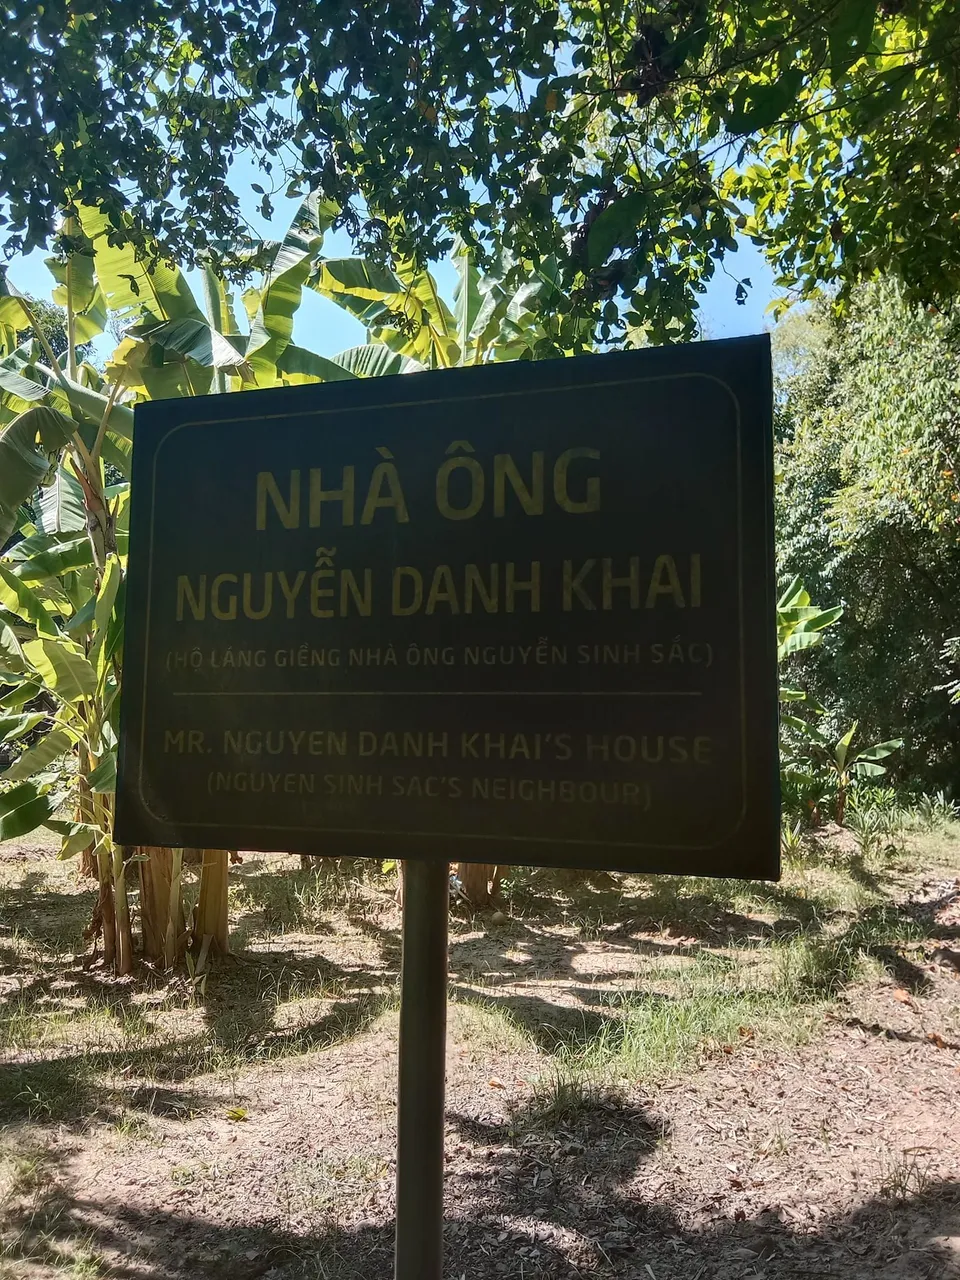 NHÀ ÔNG
NGUYỄN DANH KHAI
(HỘ LÁNG GIỀNG NHÀ ÔNG NGUYỄN SINH SẮC)
MR. NGUYEN DANH KHAI'S HOUSE
(NGUYEN SINH SAC'S NEIGHBOUR)